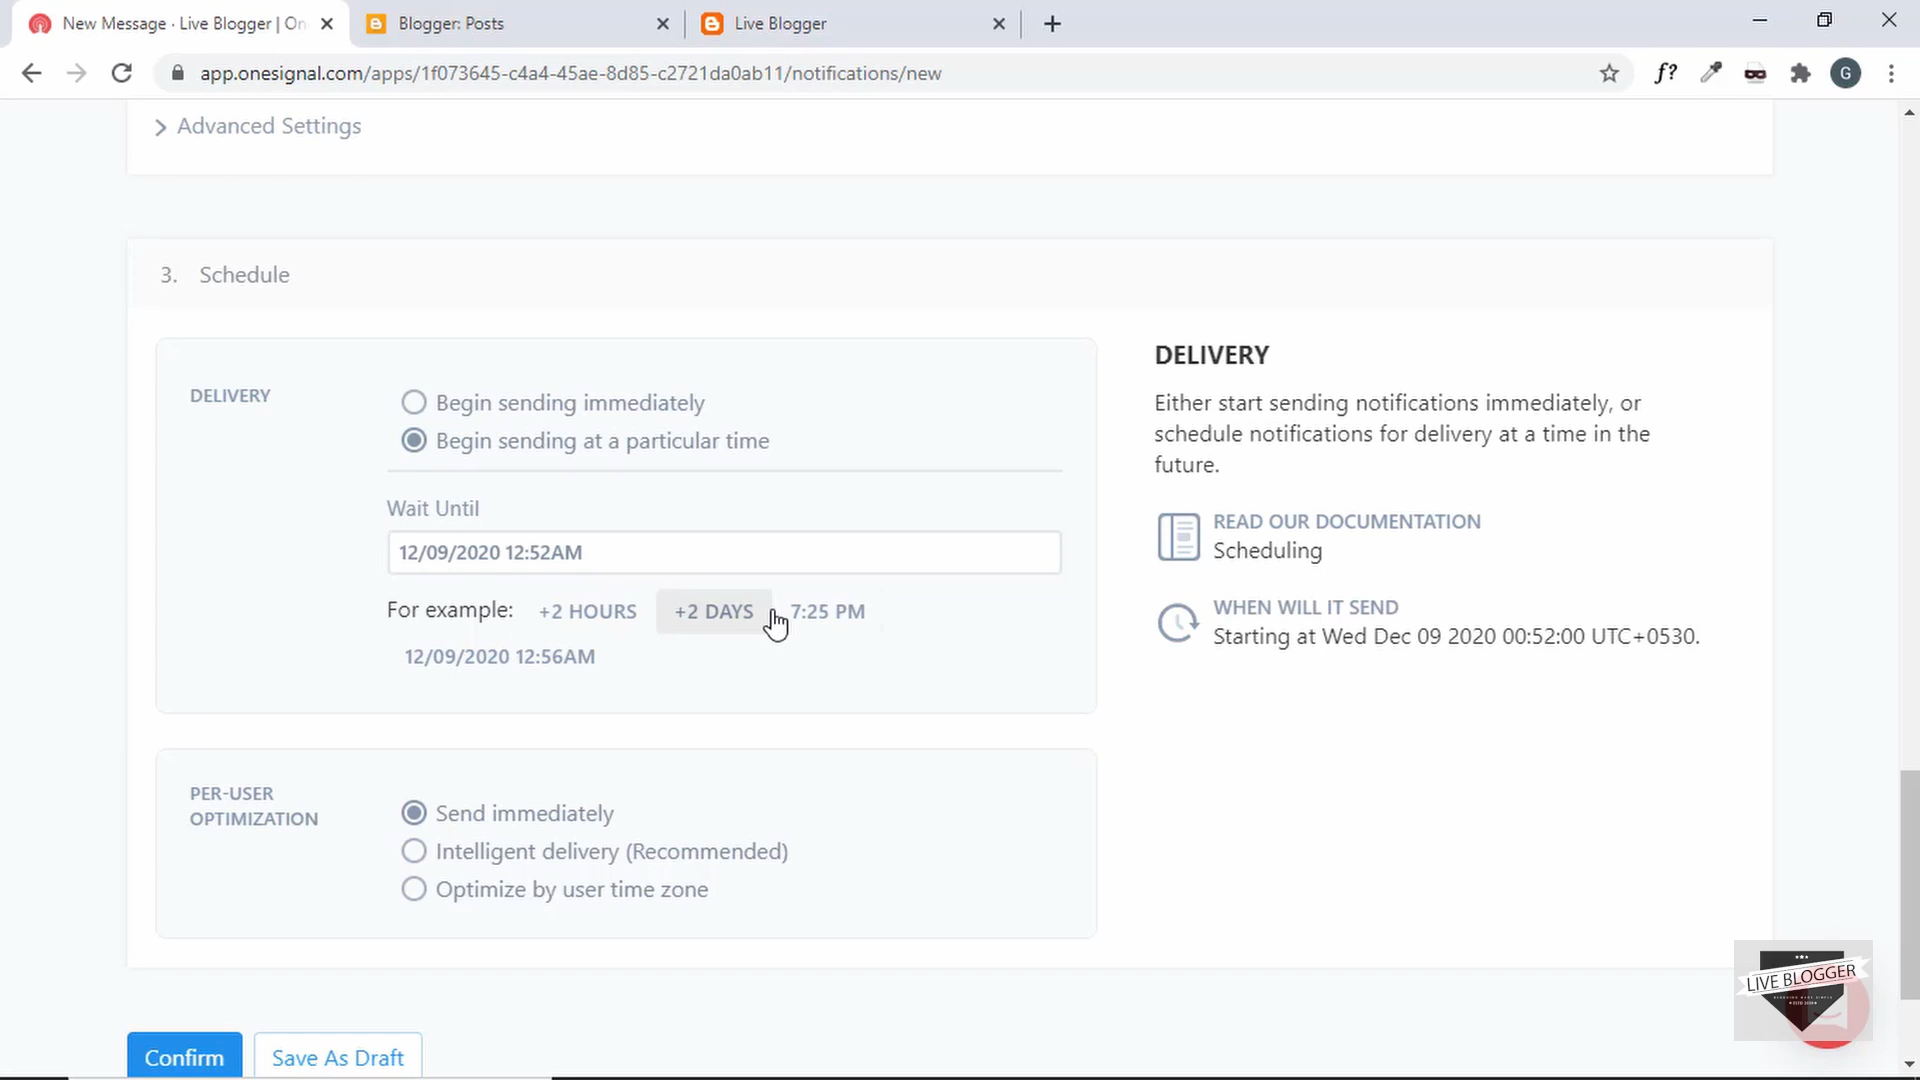 New Message · Live Blogger | On
Blogger: Posts
Live Blogger
app.onesignal.com/apps/1f073645-c4a4-45ae-8d85-c2721da0ab11/notifications/new
f?
G
Advanced Settings
3. Schedule
DELIVERY
Begin sending immediately
Begin sending at a particular time
Wait Until
12/09/2020 12:52AM
For example: +2 HOURS +2 DAYS 7:25 PM
12/09/2020 12:56AM
DELIVERY
Either start sending notifications immediately, or
schedule notifications for delivery at a time in the
future.
READ OUR DOCUMENTATION
Scheduling
WHEN WILL IT SEND
Starting at Wed Dec 09 2020 00:52:00 UTC+0530.
PER-USER
OPTIMIZATION
Send immediately
Intelligent delivery (Recommended)
Optimize by user time zone
LIVE BLOGGER
Confirm
Save As Draft